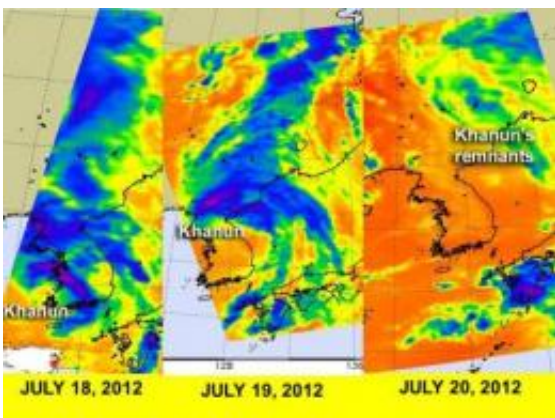 Khanun
JULY 18, 2012
Khanun
JULY 19, 2012
Khanun's
remnants
JULY 20, 2012